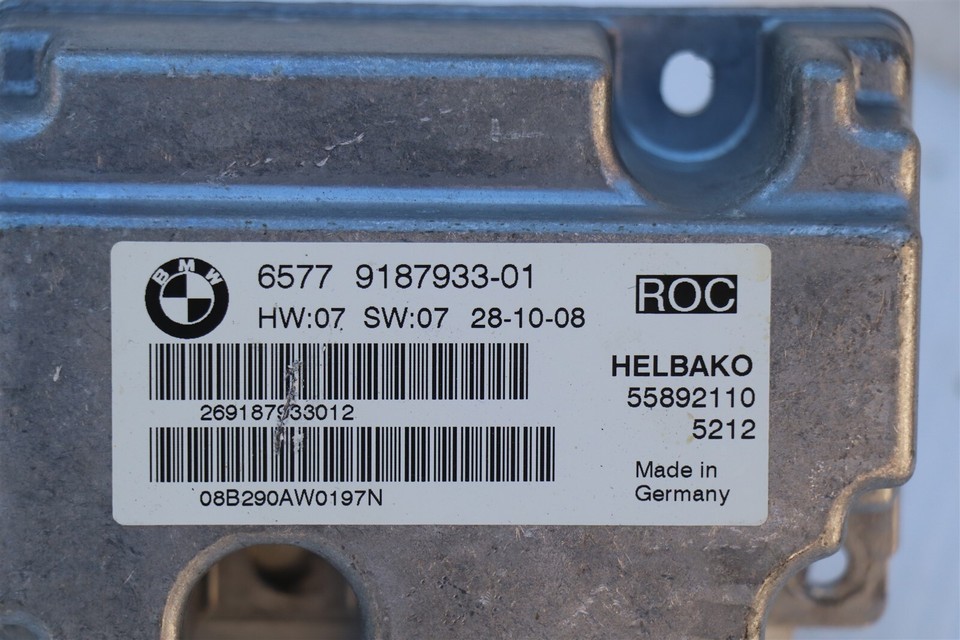 BMW
6577 9187933-01
HW:07 SW:07 28-10-08
ROC
269187933012
08B290AW0197N
HELBAKO
55892110
5212
Made in
Germany